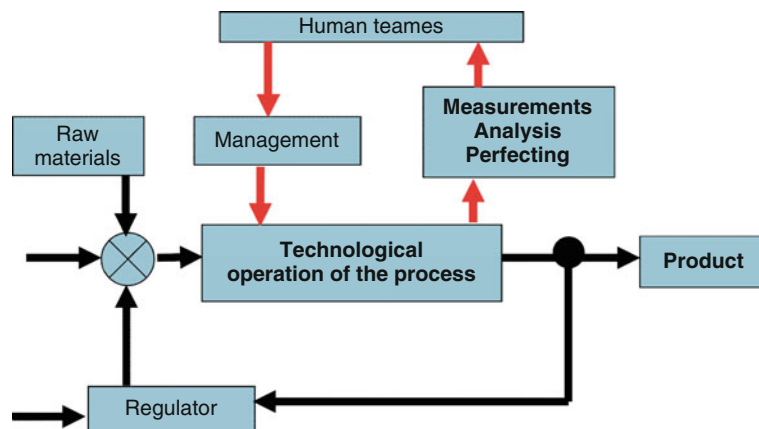 Human teames
Raw
materials
Management
Measurements
Analysis
Perfecting
Technological
operation of the process
Product
Regulator